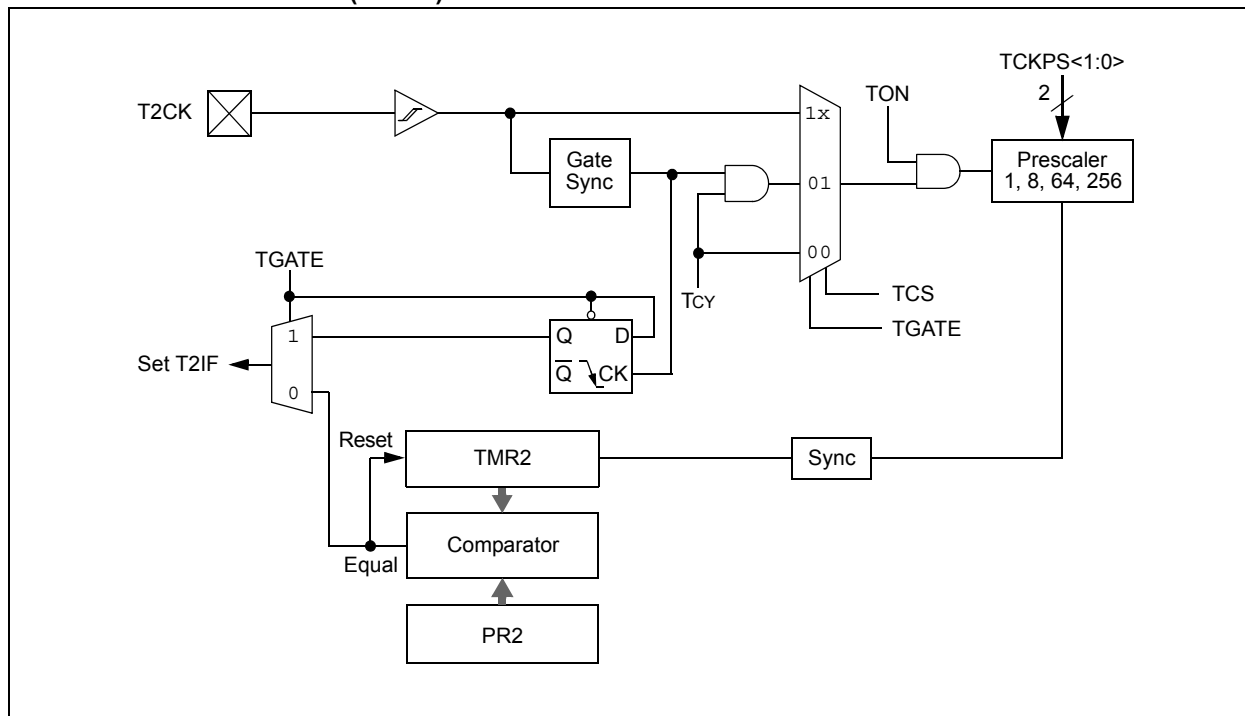 TCKPS<1:0>
2
TON
T2CK
1x
Gate
Sync
Prescaler
1, 8, 64, 256
01
00
TGATE
TCY
TCS
TGATE
1
Q D
Set T2IF
Q CK
0
Reset
TMR2
Sync
Comparator
Equal
PR2